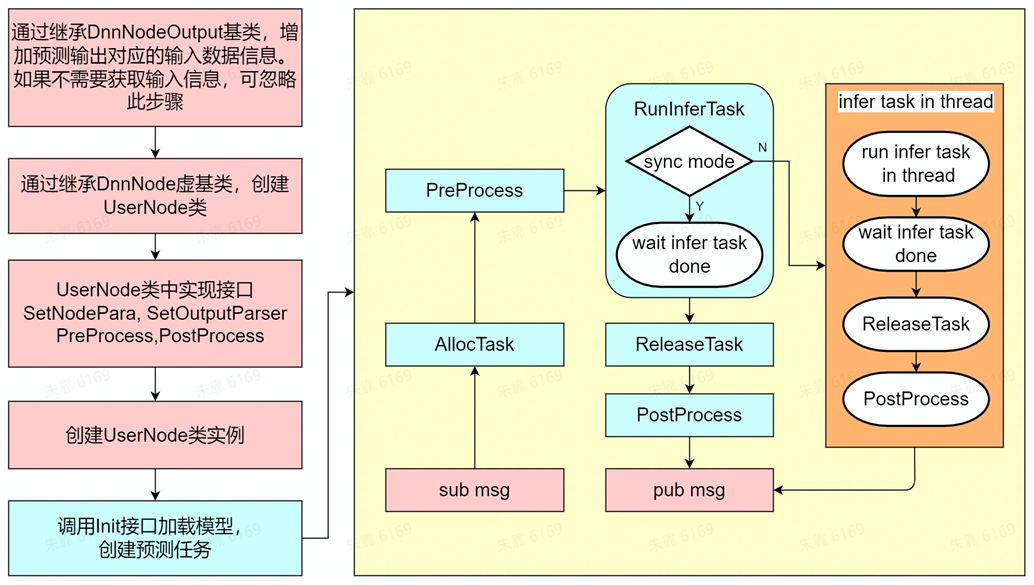 通过继承DnnNodeOutput基类，增
加预测输出对应的输入数据信息。
如果不需要获取输入信息，可忽略
此步骤
通过继承DnnNode虚基类，创建
UserNode类
UserNode类中实现接口
SetNodePara, SetOutputParser
PreProcess,PostProcess
创建UserNode类实例
调用Init接口加载模型，
创建预测任务
sub msg
AllocTask
PreProcess
RunInferTask
sync mode
N
Y
wait infer task
done
ReleaseTask
PostProcess
pub msg
infer task in thread
run infer task
in thread
wait infer task
done
ReleaseTask
PostProcess